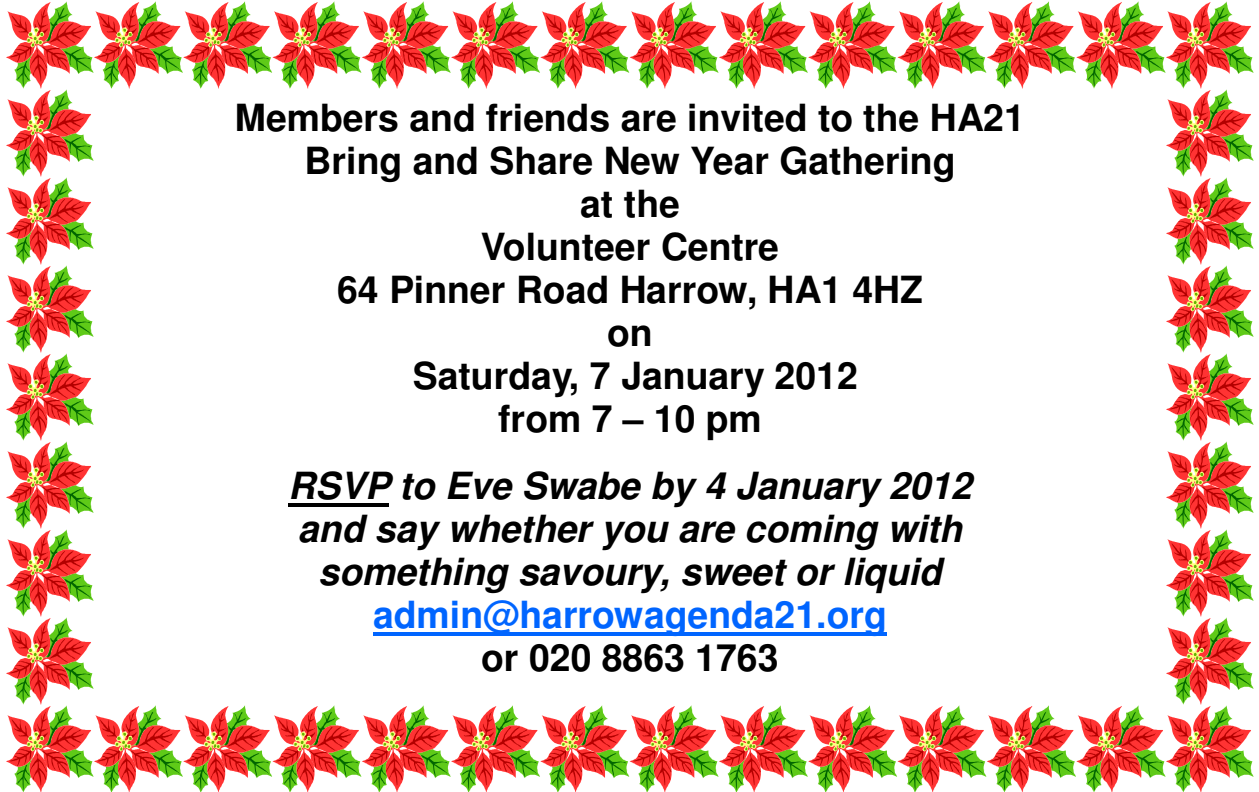 Members and friends are invited to the HA21
Bring and Share New Year Gathering
at the
Volunteer Centre
64 Pinner Road Harrow, HA1 4HZ
on
Saturday, 7 January 2012
from 7 – 10 pm
RSVP to Eve Swabe by 4 January 2012
and say whether you are coming with
something savoury, sweet or liquid
admin@harrowagenda21.org
or 020 8863 1763